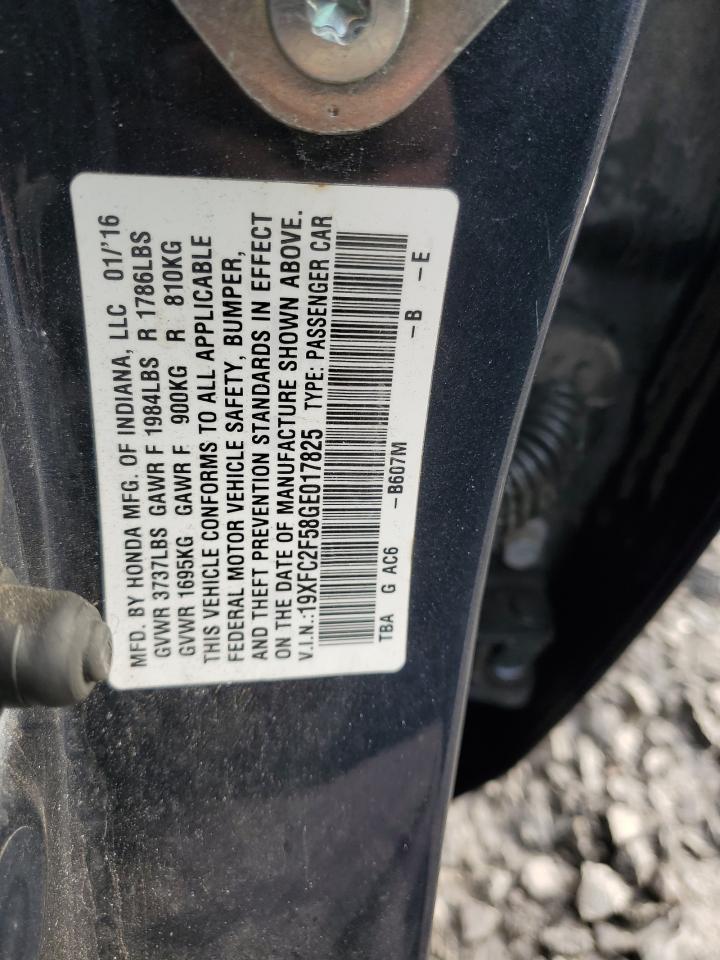 MFD. BY HONDA MFG. OF INDIANA, LLC 01/'16
GVWR 3737LBS GAWR F 1984LBS R 1786LBS
GVWR 1695KG GAWR F 900KG R 810KG
THIS VEHICLE CONFORMS TO ALL APPLICABLE
FEDERAL MOTOR VEHICLE SAFETY, BUMPER,
AND THEFT PREVENTION STANDARDS IN EFFECT
ON THE DATE OF MANUFACTURE SHOWN ABOVE.
V.I.N.:19XFC2F58GE017825 TYPE: PASSENGER CAR
TBA G AC6 -B607M -B -E